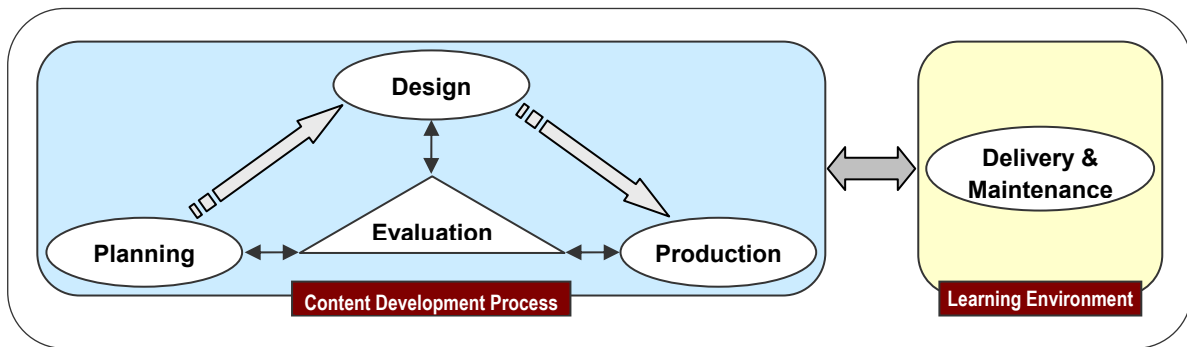 Design
Planning
Evaluation
Production
Content Development Process
Delivery &
Maintenance
Learning Environment